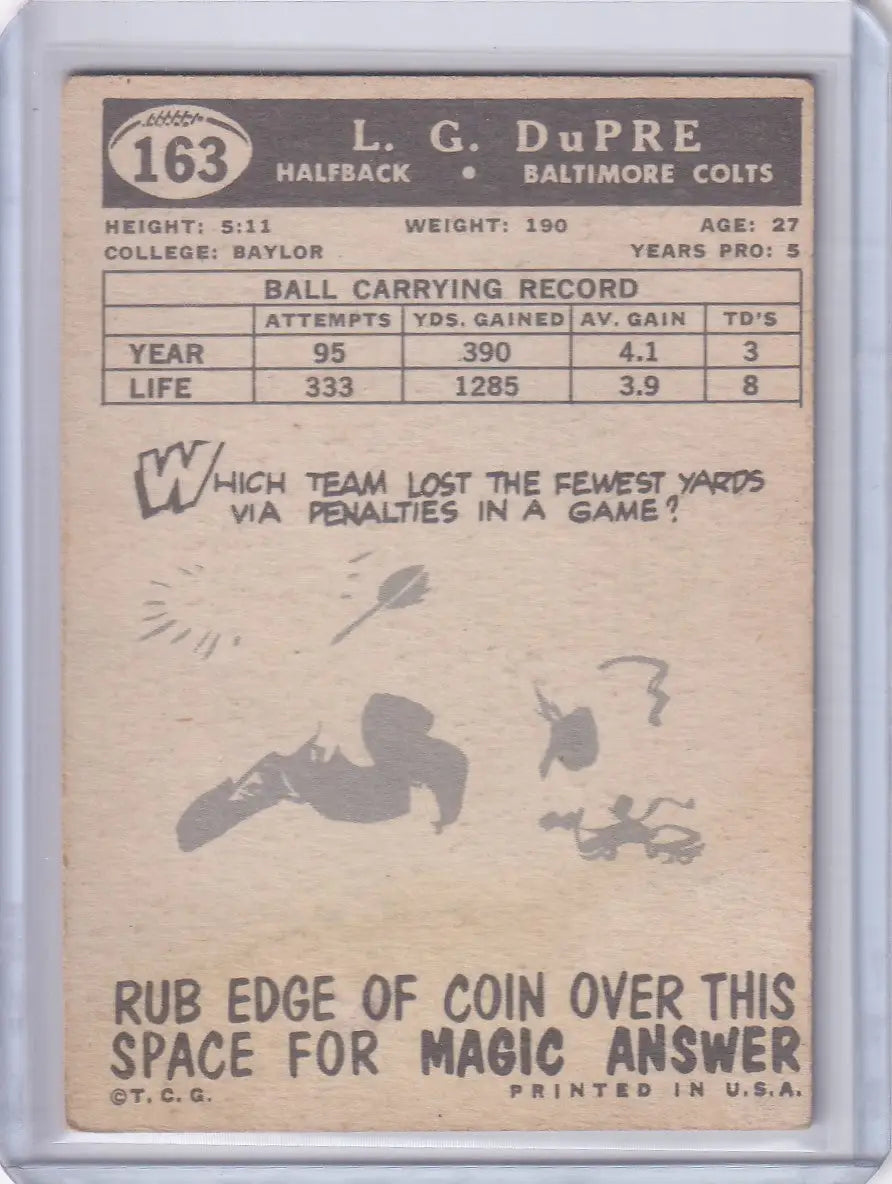 163
L. G. DuPRE
HALFBACK • BALTIMORE COLTS
HEIGHT: 5:11 WEIGHT: 190 AGE: 27
COLLEGE: BAYLOR YEARS PRO: 5
BALL CARRYING RECORD
ATTEMPTS YDS. GAINED AV. GAIN TD'S
YEAR 95 390 4.1 3
LIFE 333 1285 3.9 8
WHICH TEAM LOST THE FEWEST YARDS
VIA PENALTIES IN A GAME?
RUB EDGE OF COIN OVER THIS
SPACE FOR MAGIC ANSWER
©T. C. G. PRINTED IN U.S.A.